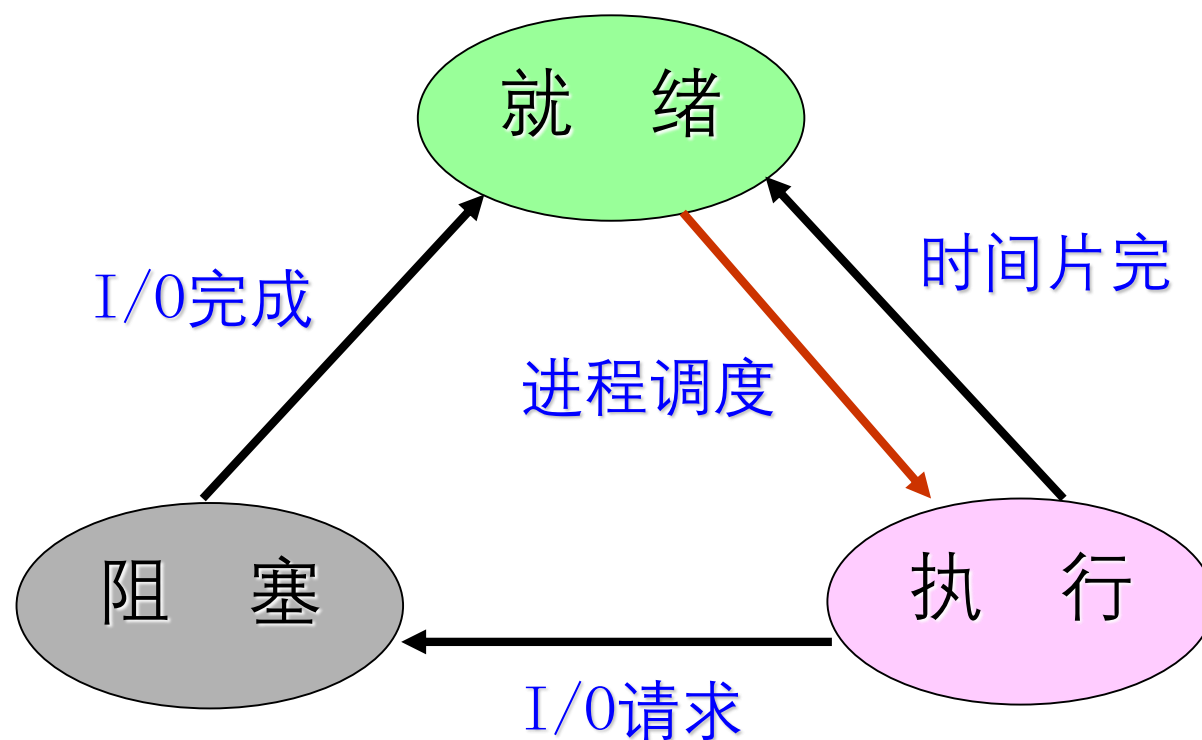 就 绪
时间片完
I/O完成
进程调度
阻 塞
执 行
I/O请求